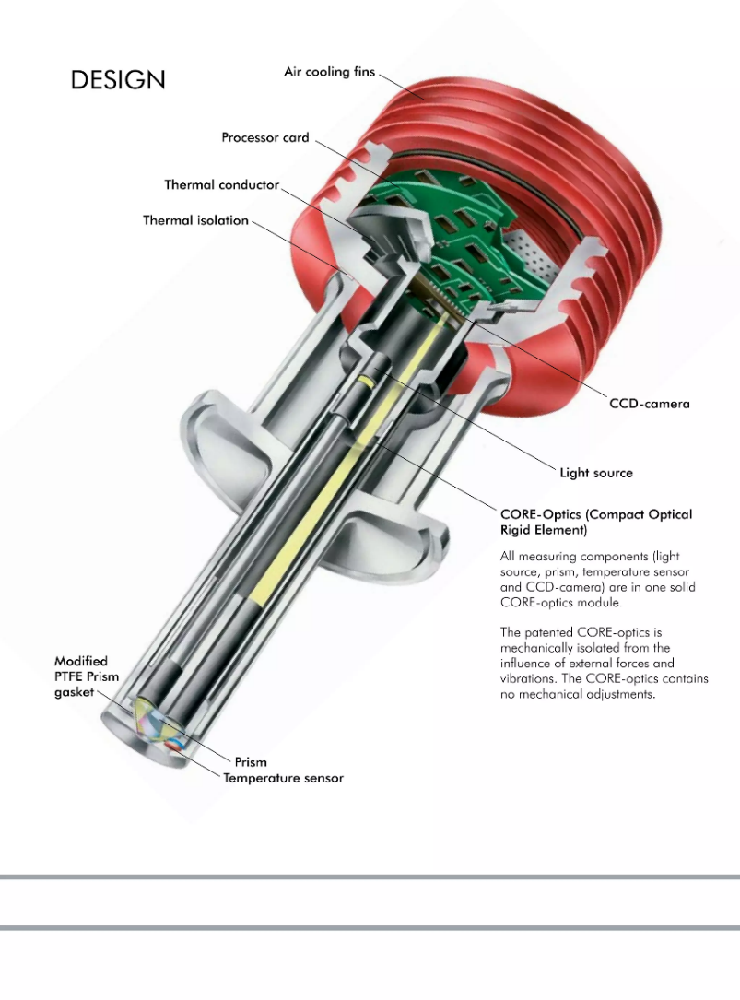 DESIGN
Air cooling fins
Processor card
Thermal conductor
Thermal isolation
CCD-camera
Light source
CORE-Optics (Compact Optical
Rigid Element)
All measuring components (light
source, prism, temperature sensor
and CCD-camera) are in one solid
CORE-optics module.
The patented CORE-optics is
mechanically isolated from the
influence of external forces and
vibrations. The CORE-optics contains
no mechanical adjustments.
Modified
PTFE Prism
gasket
Prism
Temperature sensor